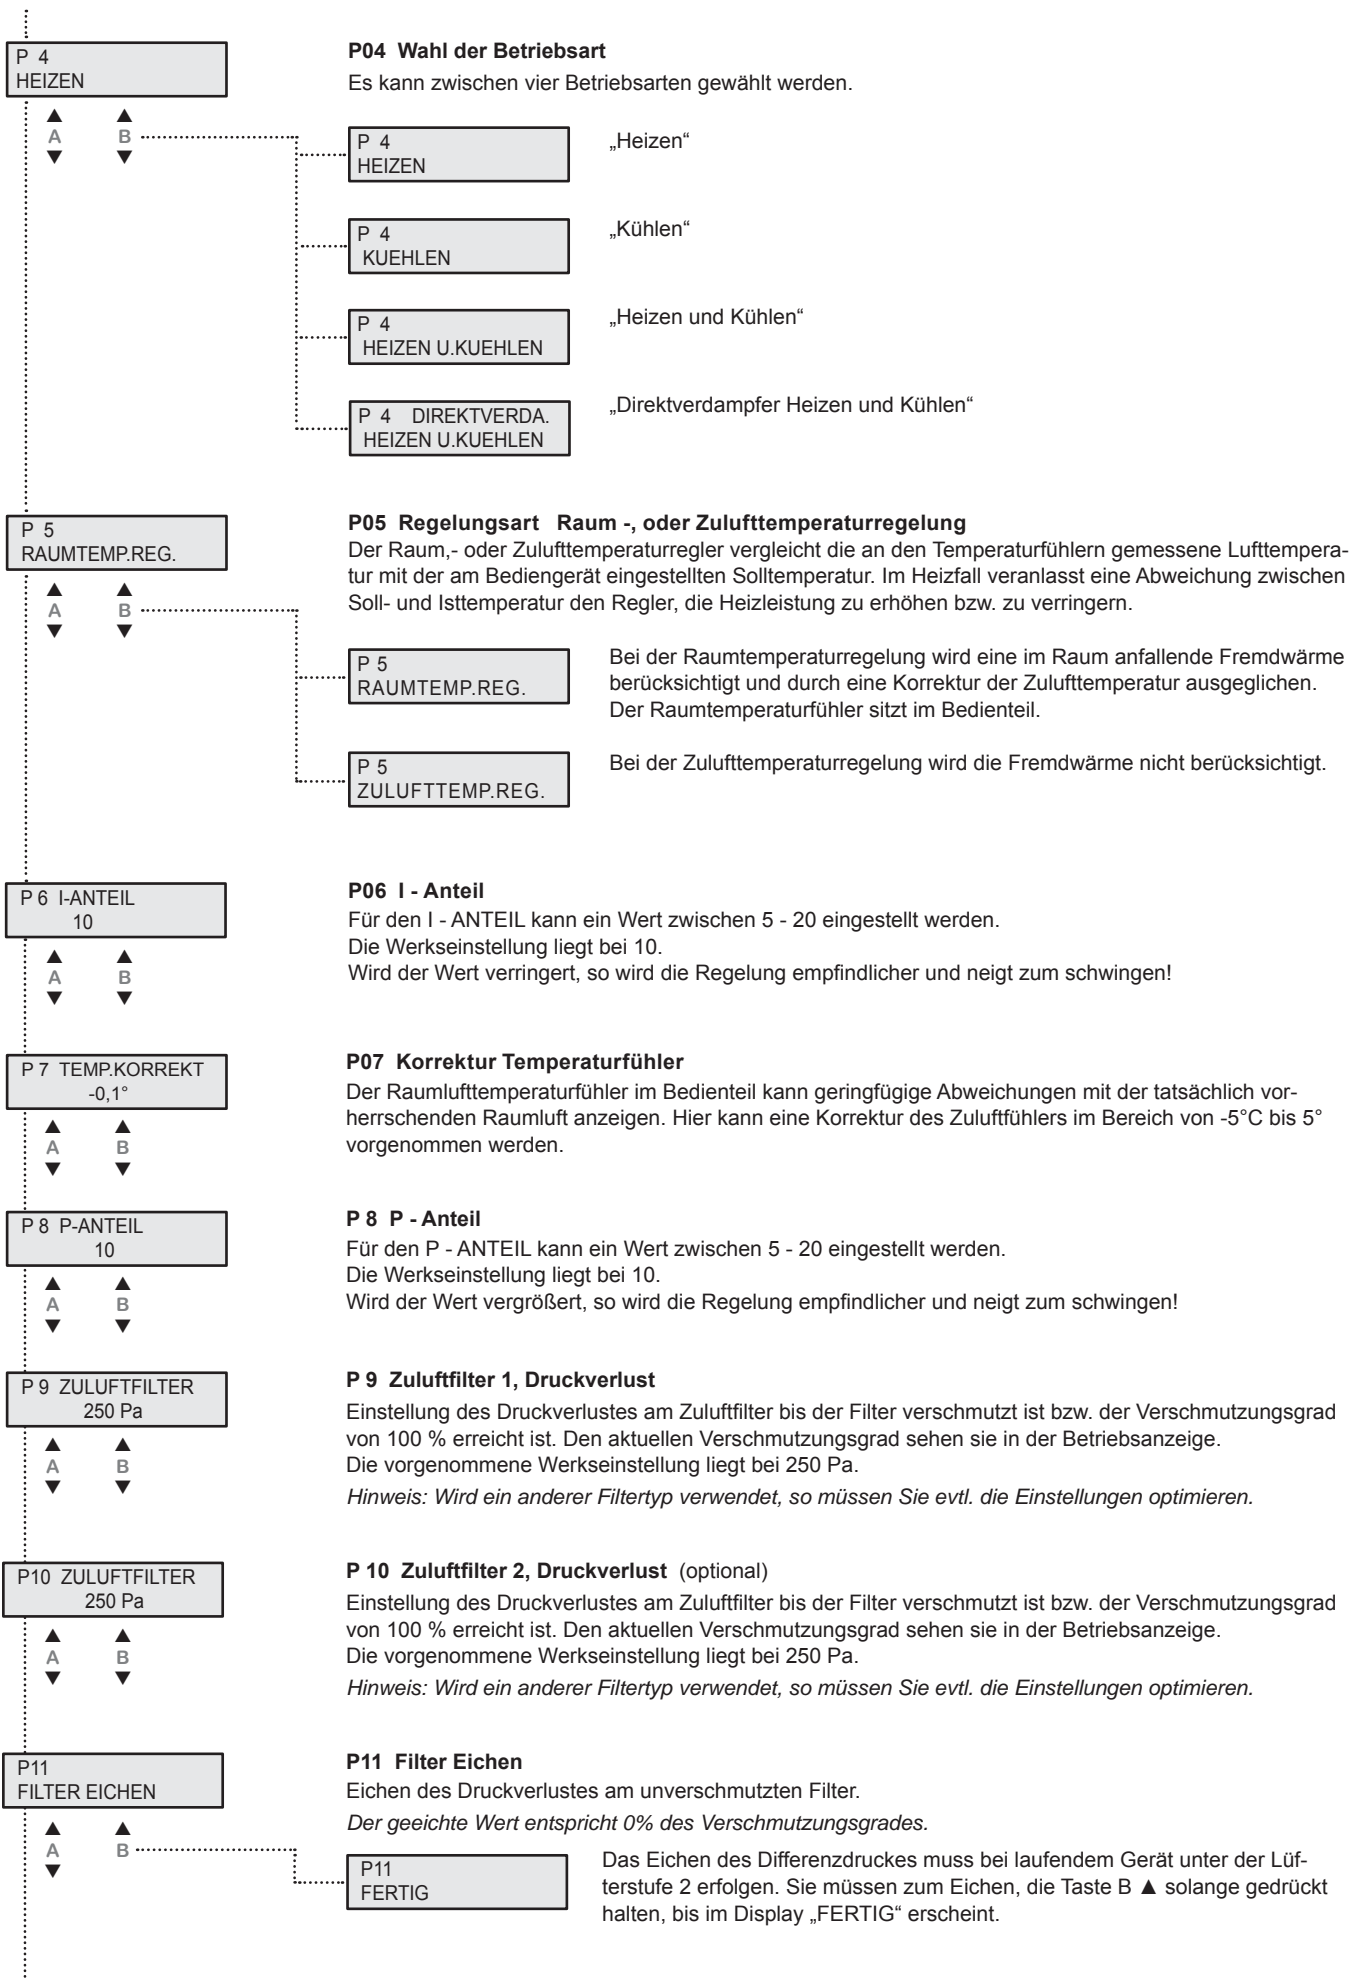 P 4
HEIZEN
A B
P04 Wahl der Betriebsart
Es kann zwischen vier Betriebsarten gewählt werden.
P 4
HEIZEN
„Heizen“
P 4
KUEHLEN
„Kühlen“
P 4
HEIZEN U.KUEHLEN
„Heizen und Kühlen“
P 4 DIREKTVERDA.
HEIZEN U.KUEHLEN
„Direktverdampfer Heizen und Kühlen“
P 5
RAUMTEMP.REG.
A B
P05 Regelungsart Raum -, oder Zulufttemperaturregelung
Der Raum,- oder Zulufttemperaturregler vergleicht die an den Temperaturfühlern gemessene Lufttempera-
tur mit der am Bediengerät eingestellten Solltemperatur. Im Heizfall veranlasst eine Abweichung zwischen
Soll- und Isttemperatur den Regler, die Heizleistung zu erhöhen bzw. zu verringern.
P 5
RAUMTEMP.REG.
Bei der Raumtemperaturregelung wird eine im Raum anfallende Fremdwärme
berücksichtigt und durch eine Korrektur der Zulufttemperatur ausgeglichen.
Der Raumtemperaturfühler sitzt im Bedienteil.
P 5
ZULUFTTEMP.REG.
Bei der Zulufttemperaturregelung wird die Fremdwärme nicht berücksichtigt.
P 6 I-ANTEIL
10
A B
P06 I - Anteil
Für den I - ANTEIL kann ein Wert zwischen 5 - 20 eingestellt werden.
Die Werkseinstellung liegt bei 10.
Wird der Wert verringert, so wird die Regelung empfindlicher und neigt zum schwingen!
P 7 TEMP.KORREKT
-0,1°
A B
P07 Korrektur Temperaturfühler
Der Raumlufttemperaturfühler im Bedienteil kann geringfügige Abweichungen mit der tatsächlich vor-
herrschenden Raumluft anzeigen. Hier kann eine Korrektur des Zuluftfühlers im Bereich von -5°C bis 5°
vorgenommen werden.
P 8 P-ANTEIL
10
A B
P 8 P - Anteil
Für den P - ANTEIL kann ein Wert zwischen 5 - 20 eingestellt werden.
Die Werkseinstellung liegt bei 10.
Wird der Wert vergrößert, so wird die Regelung empfindlicher und neigt zum schwingen!
P 9 ZULUFTFILTER
250 Pa
A B
P 9 Zuluftfilter 1, Druckverlust
Einstellung des Druckverlustes am Zuluftfilter bis der Filter verschmutzt ist bzw. der Verschmutzungsgrad
von 100 % erreicht ist. Den aktuellen Verschmutzungsgrad sehen sie in der Betriebsanzeige.
Die vorgenommene Werkseinstellung liegt bei 250 Pa.
Hinweis: Wird ein anderer Filtertyp verwendet, so müssen Sie evtl. die Einstellungen optimieren.
P10 ZULUFTFILTER
250 Pa
A B
P 10 Zuluftfilter 2, Druckverlust (optional)
Einstellung des Druckverlustes am Zuluftfilter bis der Filter verschmutzt ist bzw. der Verschmutzungsgrad
von 100 % erreicht ist. Den aktuellen Verschmutzungsgrad sehen sie in der Betriebsanzeige.
Die vorgenommene Werkseinstellung liegt bei 250 Pa.
Hinweis: Wird ein anderer Filtertyp verwendet, so müssen Sie evtl. die Einstellungen optimieren.
P11
FILTER EICHEN
A B
P11 Filter Eichen
Eichen des Druckverlustes am unverschmutzten Filter.
Der geeichte Wert entspricht 0% des Verschmutzungsgrades.
P11
FERTIG
Das Eichen des Differenzdruckes muss bei laufendem Gerät unter der Lüf-
terstufe 2 erfolgen. Sie müssen zum Eichen, die Taste B ▲ solange gedrückt
halten, bis im Display „FERTIG“ erscheint.